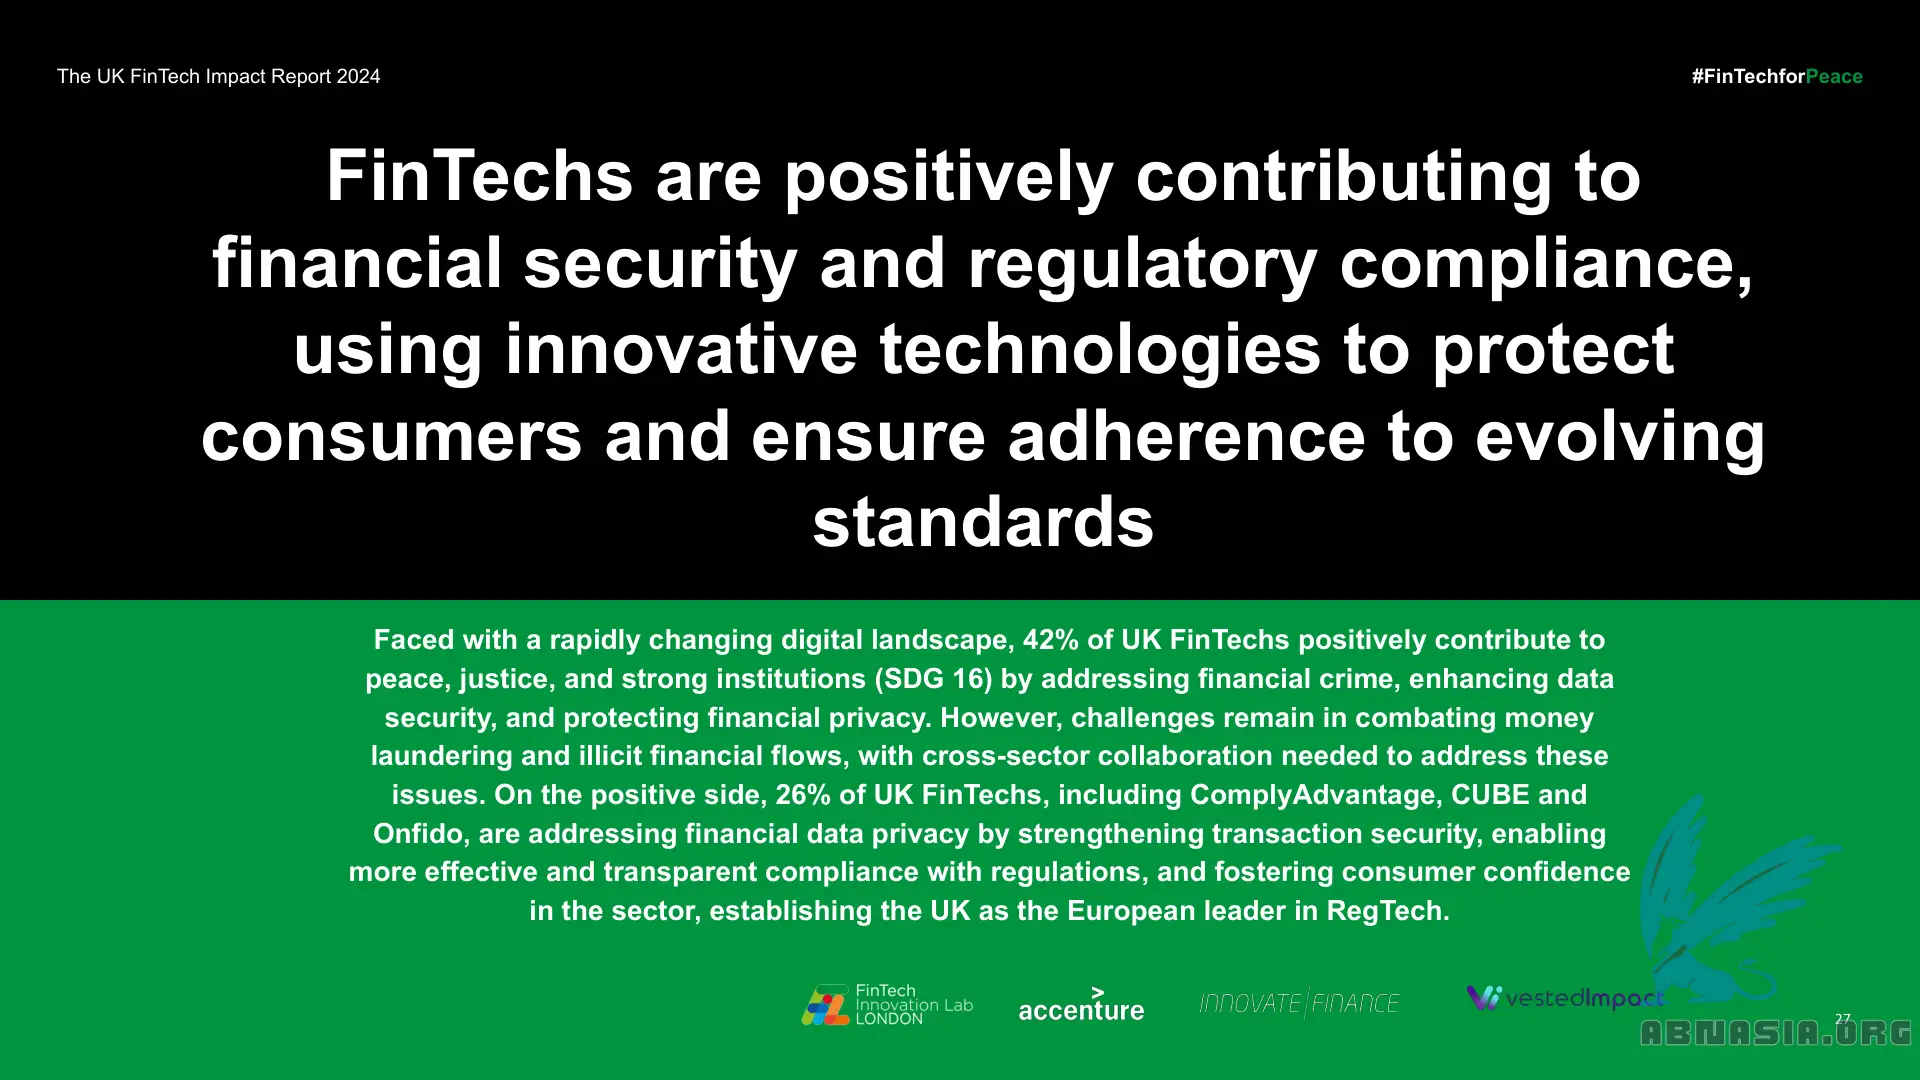 The UK FinTech Impact Report 2024
#FinTechforPeace
FinTechs are positively contributing to
financial security and regulatory compliance,
using innovative technologies to protect
consumers and ensure adherence to evolving
standards
Faced with a rapidly changing digital landscape, 42% of UK FinTechs positively contribute to
peace, justice, and strong institutions (SDG 16) by addressing financial crime, enhancing data
security, and protecting financial privacy. However, challenges remain in combating money
laundering and illicit financial flows, with cross-sector collaboration needed to address these
issues. On the positive side, 26% of UK FinTechs, including ComplyAdvantage, CUBE and
Onfido, are addressing financial data privacy by strengthening transaction security, enabling
more effective and transparent compliance with regulations, and fostering consumer confidence
in the sector, establishing the UK as the European leader in RegTech.
FinTech
Innovation Lab
LONDON
accenture
INNOVATE|FINANCE
vestedImpact
27
ABNASIA.ORG